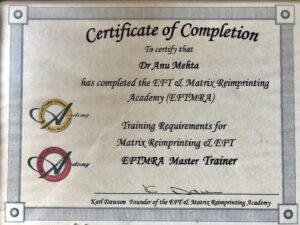 Certificate of Completion
To certify that
Dr Anu Mehta
has completed the EFT & Matrix Reimprinting
Academy (EFTMRA)
Training Requirements for
Matrix Reimprinting & EFT
EFTMRA Master Trainer
Karl Dawson Founder of the EFT & Matrix Reimprinting Academy